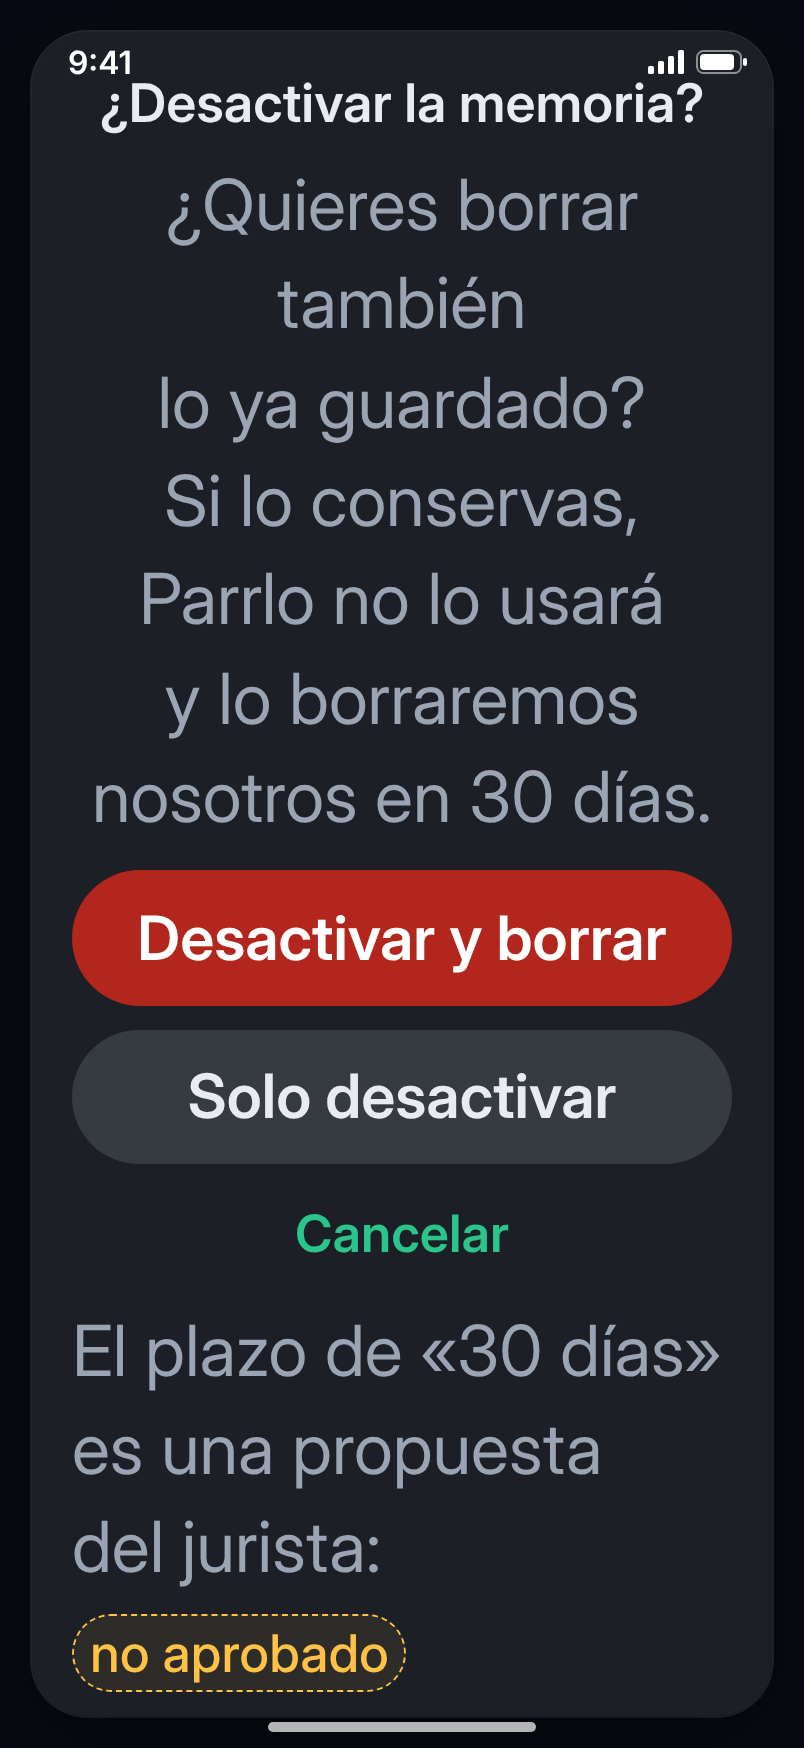 9:41
¿Desactivar la memoria?
¿Quieres borrar
también
lo ya guardado?
Si lo conservas,
Parrlo no lo usará
y lo borraremos
nosotros en 30 días.
Desactivar y borrar
Solo desactivar
Cancelar
El plazo de «30 días»
es una propuesta
del jurista:
no aprobado